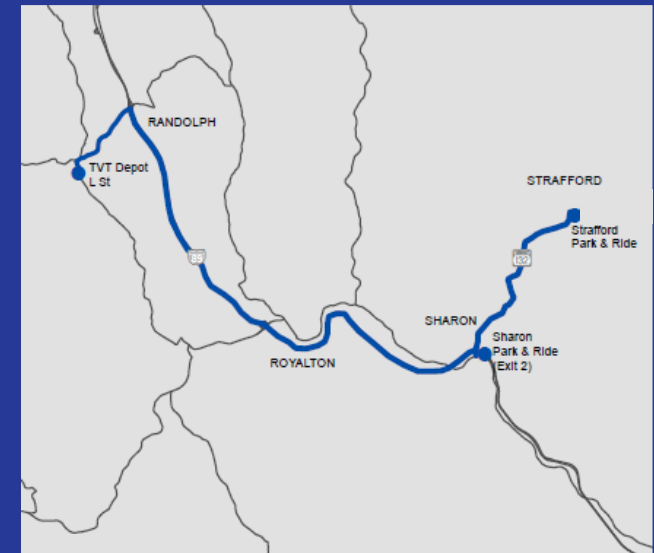 RANDOLPH
TVT Depot
L St
STRAFFORD
Strafford
Park & Ride
89
132
SHARON
Sharon
Park & Ride
(Exit 2)
ROYALTON